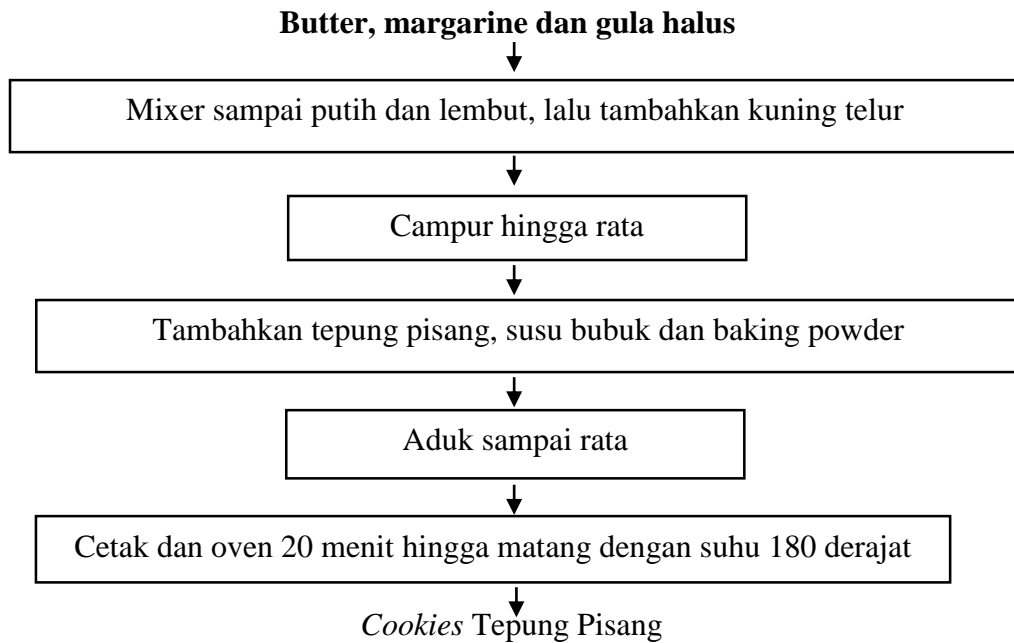 Butter, margarine dan gula halus
Mixer sampai putih dan lembut, lalu tambahkan kuning telur
Campur hingga rata
Tambahkan tepung pisang, susu bubuk dan baking powder
Aduk sampai rata
Cetak dan oven 20 menit hingga matang dengan suhu 180 derajat
Cookies Tepung Pisang